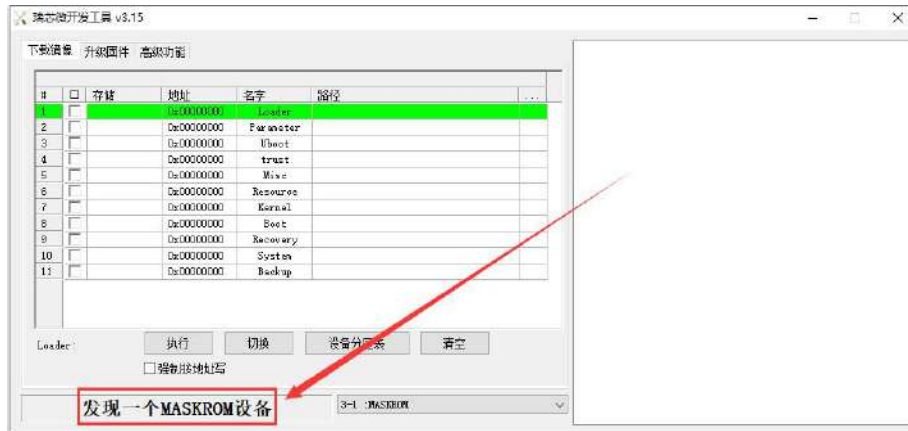 瑞芯微开发工具 v3.15
下载镜像 升级固件 高级功能
# 存储 地址 名字 路径 ...
1 0x00000000 Loader
2 0x00000000 Parameter
3 0x00000000 Uboot
4 0x00000000 trust
5 0x00000000 Misc
6 0x00000000 Resource
7 0x00000000 Kernel
8 0x00000000 Boot
9 0x00000000 Recovery
10 0x00000000 System
11 0x00000000 Backup
Loader: 执行 切换 设备分区表 清空
强制按地址写
发现一个MASKROM设备 3-1 :MASKROM